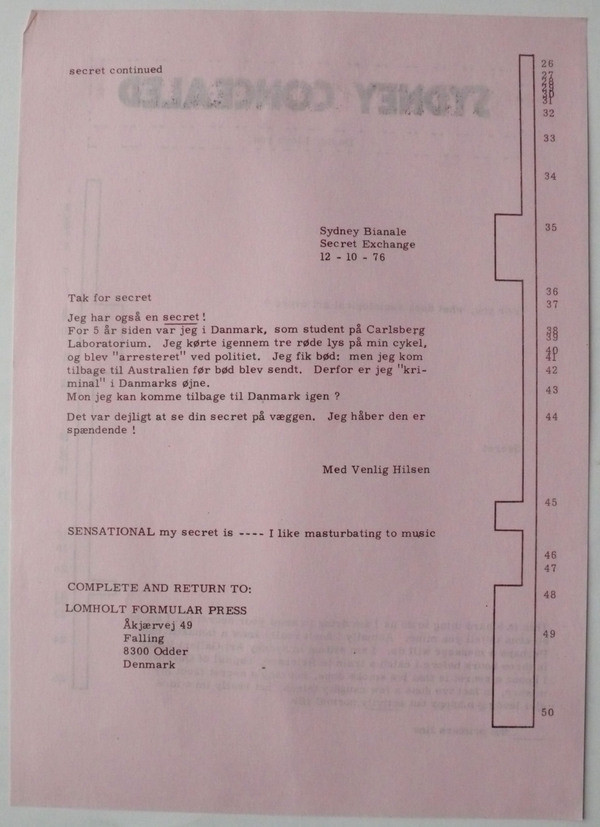 secret continued
Sydney Bianale
Secret Exchange
12 - 10 - 76
Tak for secret
Jeg har også en secret !
For 5 år siden var jeg i Danmark, som student på Carlsberg
Laboratorium. Jeg kørte igennem tre røde lys på min cykel,
og blev "arresteret" ved politiet. Jeg fik bød: men jeg kom
tilbage til Australien før bød blev sendt. Derfor er jeg "kri-
minal" i Danmarks øjne.
Mon jeg kan komme tilbage til Danmark igen ?
Det var dejligt at se din secret på væggen. Jeg håber den er
spændende !
Med Venlig Hilsen
SENSATIONAL my secret is ---- I like masturbating to music
COMPLETE AND RETURN TO:
LOMHOLT FORMULAR PRESS
Åkjærvej 49
Falling
8300 Odder
Denmark
26
27
28
29
30
31
32
33
34
35
36
37
38
39
40
41
42
43
44
45
46
47
48
49
50
SYDNEY CONCEALED